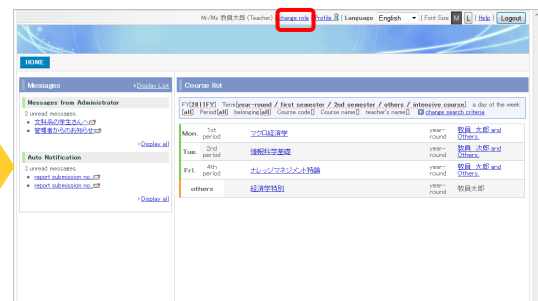 Mr/Ms 教員太郎 (Teacher) | change role | Profile | Language English | Font Size M L | Help | Logout
HOME
Messages
Display List
Messages from Administrator
2 unread messages.
文科系の学生さんへ
管理者からのお知らせ
Display all
Auto Notification
2 unread messages.
report submission no..
report submission no..
Display all
Course list
FY[2011FY] Term[year-round / first semester / 2nd semester / others / intensive course] a day of the week
[all] Period[all] belonging[all] Course code[] Course name[] teacher's name[] change search criteria
Mon. 1st period マクロ経済学 year-round 教員 太郎 and Others.
Tue. 2nd period 情報科学基礎 year-round 教員 次郎 and Others.
Fri. 4th period ナレッジマネジメント特論 year-round 教員 太郎 and Others.
others 経済学特別 year-round 教員太郎